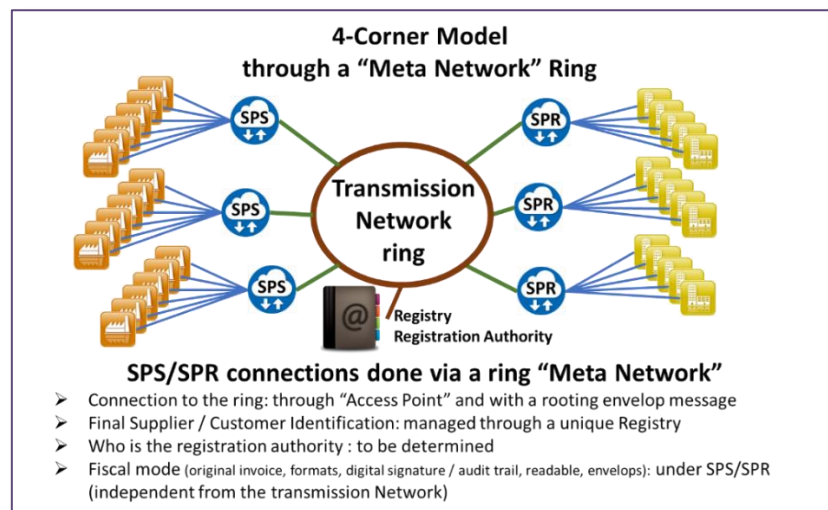 4-Corner Model
through a “Meta Network” Ring
SPS
SPR
SPS
Transmission
Network
ring
SPR
SPS
SPR
@
Registry
Registration Authority
SPS/SPR connections done via a ring “Meta Network”
➤ Connection to the ring: through “Access Point” and with a rooting envelop message
➤ Final Supplier / Customer Identification: managed through a unique Registry
➤ Who is the registration authority : to be determined
➤ Fiscal mode (original invoice, formats, digital signature / audit trail, readable, envelops): under SPS/SPR
(independent from the transmission Network)